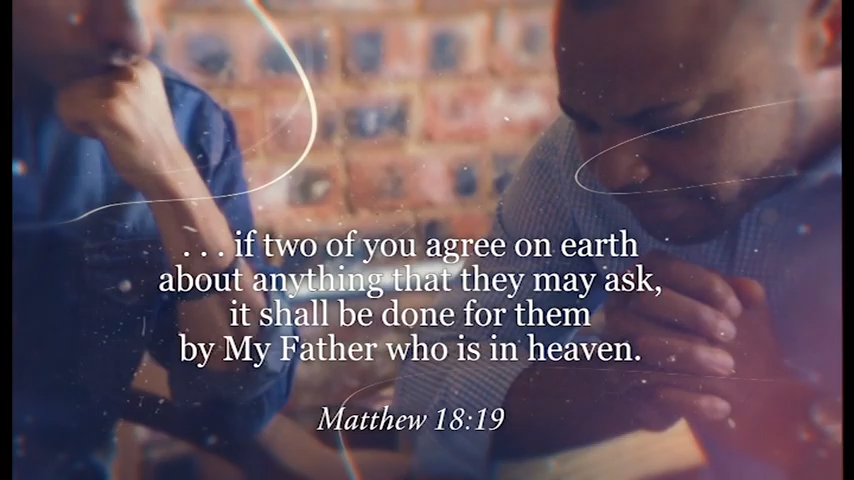 . . . if two of you agree on earth
about anything that they may ask,
it shall be done for them
by My Father who is in heaven.
Matthew 18:19